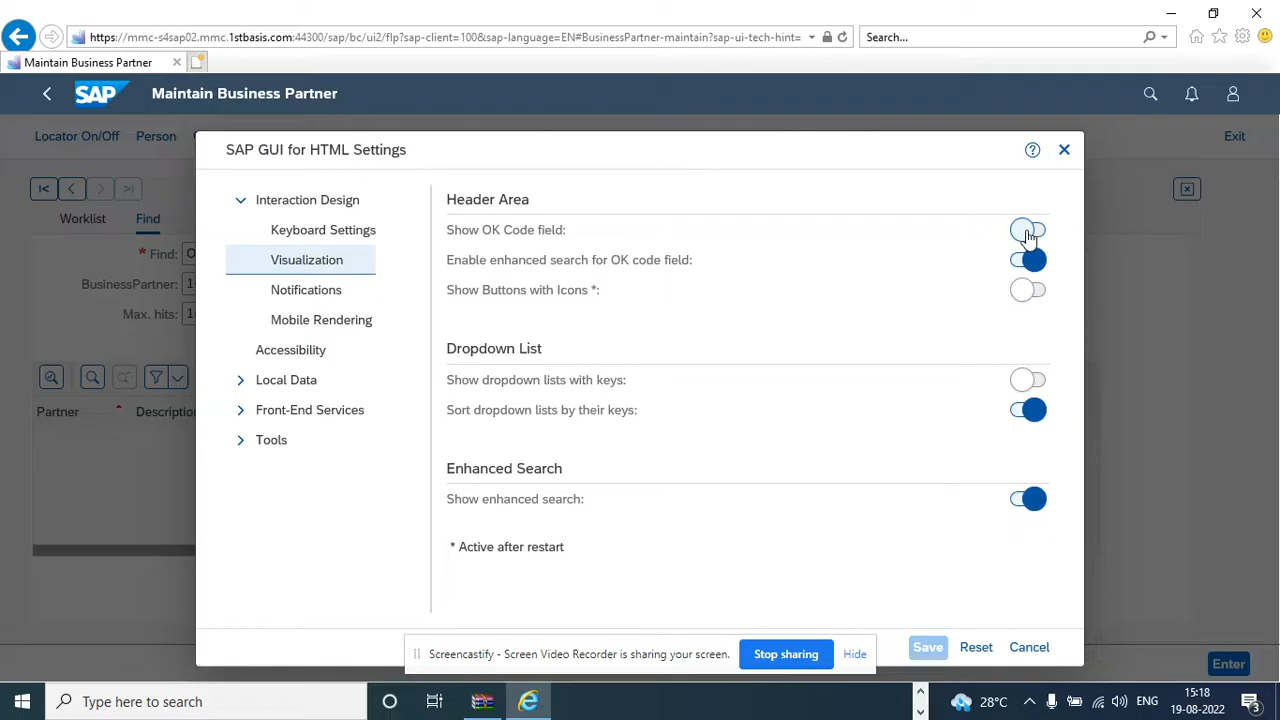 https://mmc-s4sap02.mmc.1stbasis.com:44300/sap/bc/ui2/flp?sap-client=100&sap-language=EN#BusinessPartner-maintain?sap-ui-tech-hint=
Search...
Maintain Business Partner
SAP Maintain Business Partner
Locator On/Off Person Exit
SAP GUI for HTML Settings
Worklist Find
* Find:
BusinessPartner:
Max. hits:
Partner Description
Interaction Design
Keyboard Settings
Visualization
Notifications
Mobile Rendering
Accessibility
Local Data
Front-End Services
Tools
Header Area
Show OK Code field:
Enable enhanced search for OK code field:
Show Buttons with Icons *:
Dropdown List
Show dropdown lists with keys:
Sort dropdown lists by their keys:
Enhanced Search
Show enhanced search:
* Active after restart
Save Reset Cancel
Enter
Screencastify - Screen Video Recorder is sharing your screen. Stop sharing Hide
Type here to search
28°C
ENG
15:18
19-08-2022
3